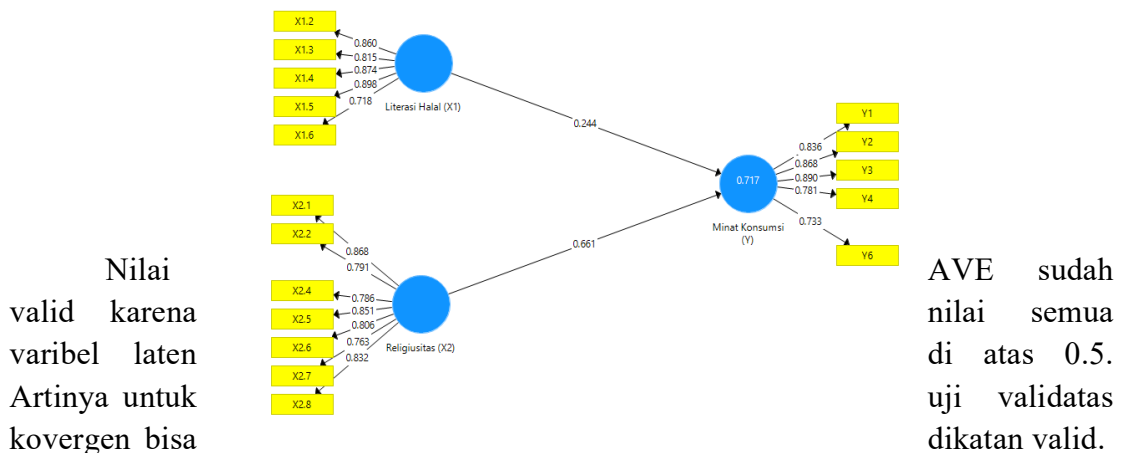 X1.2
X1.3
X1.4
X1.5
X1.6
0.860
0.815
0.874
0.898
0.718
Literasi Halal (X1)
0.244
X2.1
X2.2
X2.4
X2.5
X2.6
X2.7
X2.8
0.868
0.791
0.786
0.851
0.806
0.763
0.832
Religiusitas (X2)
0.661
0.717
Minat Konsumsi
(Y)
0.836
0.868
0.890
0.781
0.733
Y1
Y2
Y3
Y4
Y6
Nilai AVE sudah
valid karena nilai semua
varibel laten di atas 0.5.
Artinya untuk uji validatas
kovergen bisa dikatan valid.